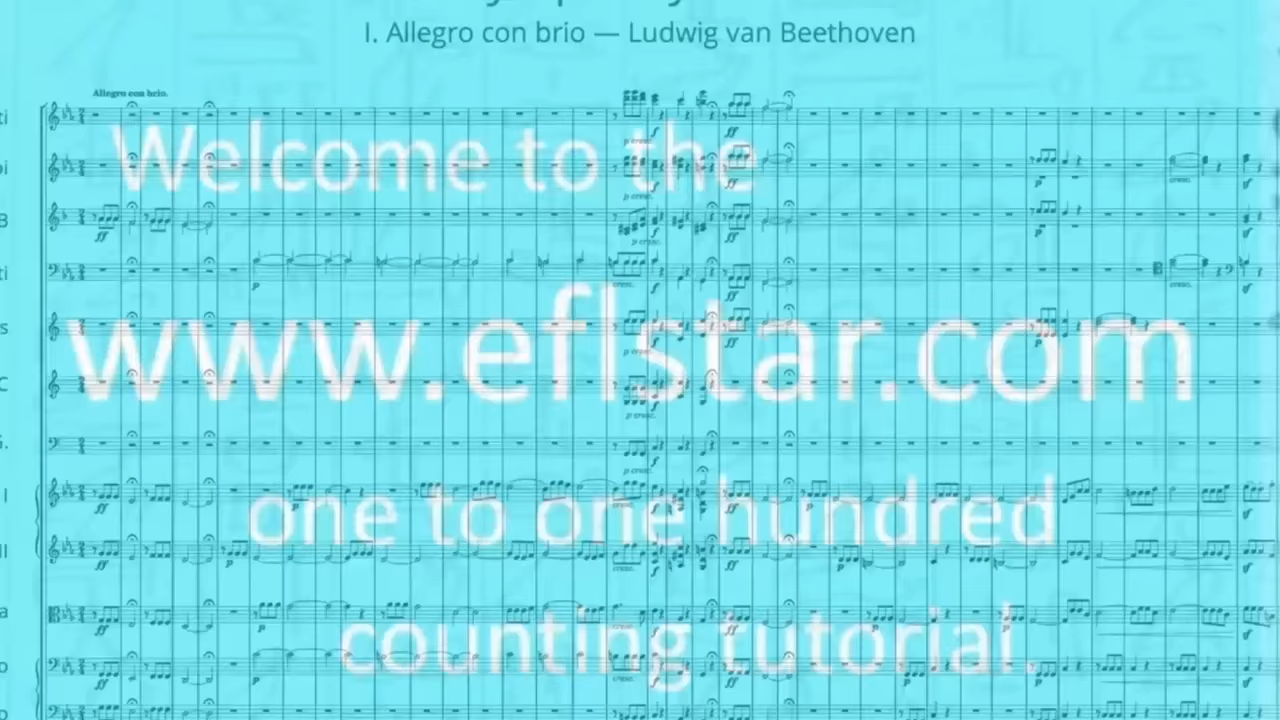 I. Allegro con brio — Ludwig van Beethoven
Allegro con brio.
Welcome to the
www.eflstar.com
one to one hundred
counting tutorial.